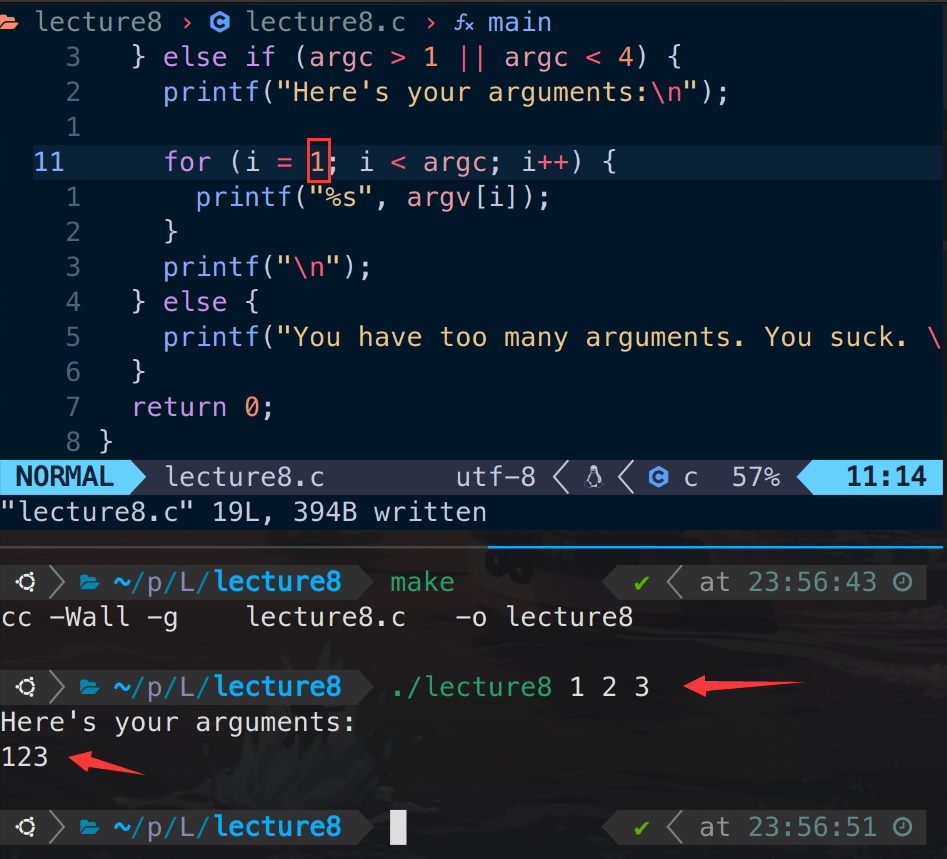 lecture8 › lecture8.c › main
3 } else if (argc > 1 || argc < 4) {
2 printf("Here's your arguments:\n");
1
11 for (i = 1; i < argc; i++) {
1 printf("%s", argv[i]);
2 }
3 printf("\n");
4 } else {
5 printf("You have too many arguments. You suck. \
6 }
7 return 0;
8 }
NORMAL lecture8.c utf-8 c 57% 11:14
"lecture8.c" 19L, 394B written
~/p/L/lecture8 make ✔ at 23:56:43
cc -Wall -g lecture8.c -o lecture8
~/p/L/lecture8 ./lecture8 1 2 3
Here's your arguments:
123
~/p/L/lecture8 ✔ at 23:56:51